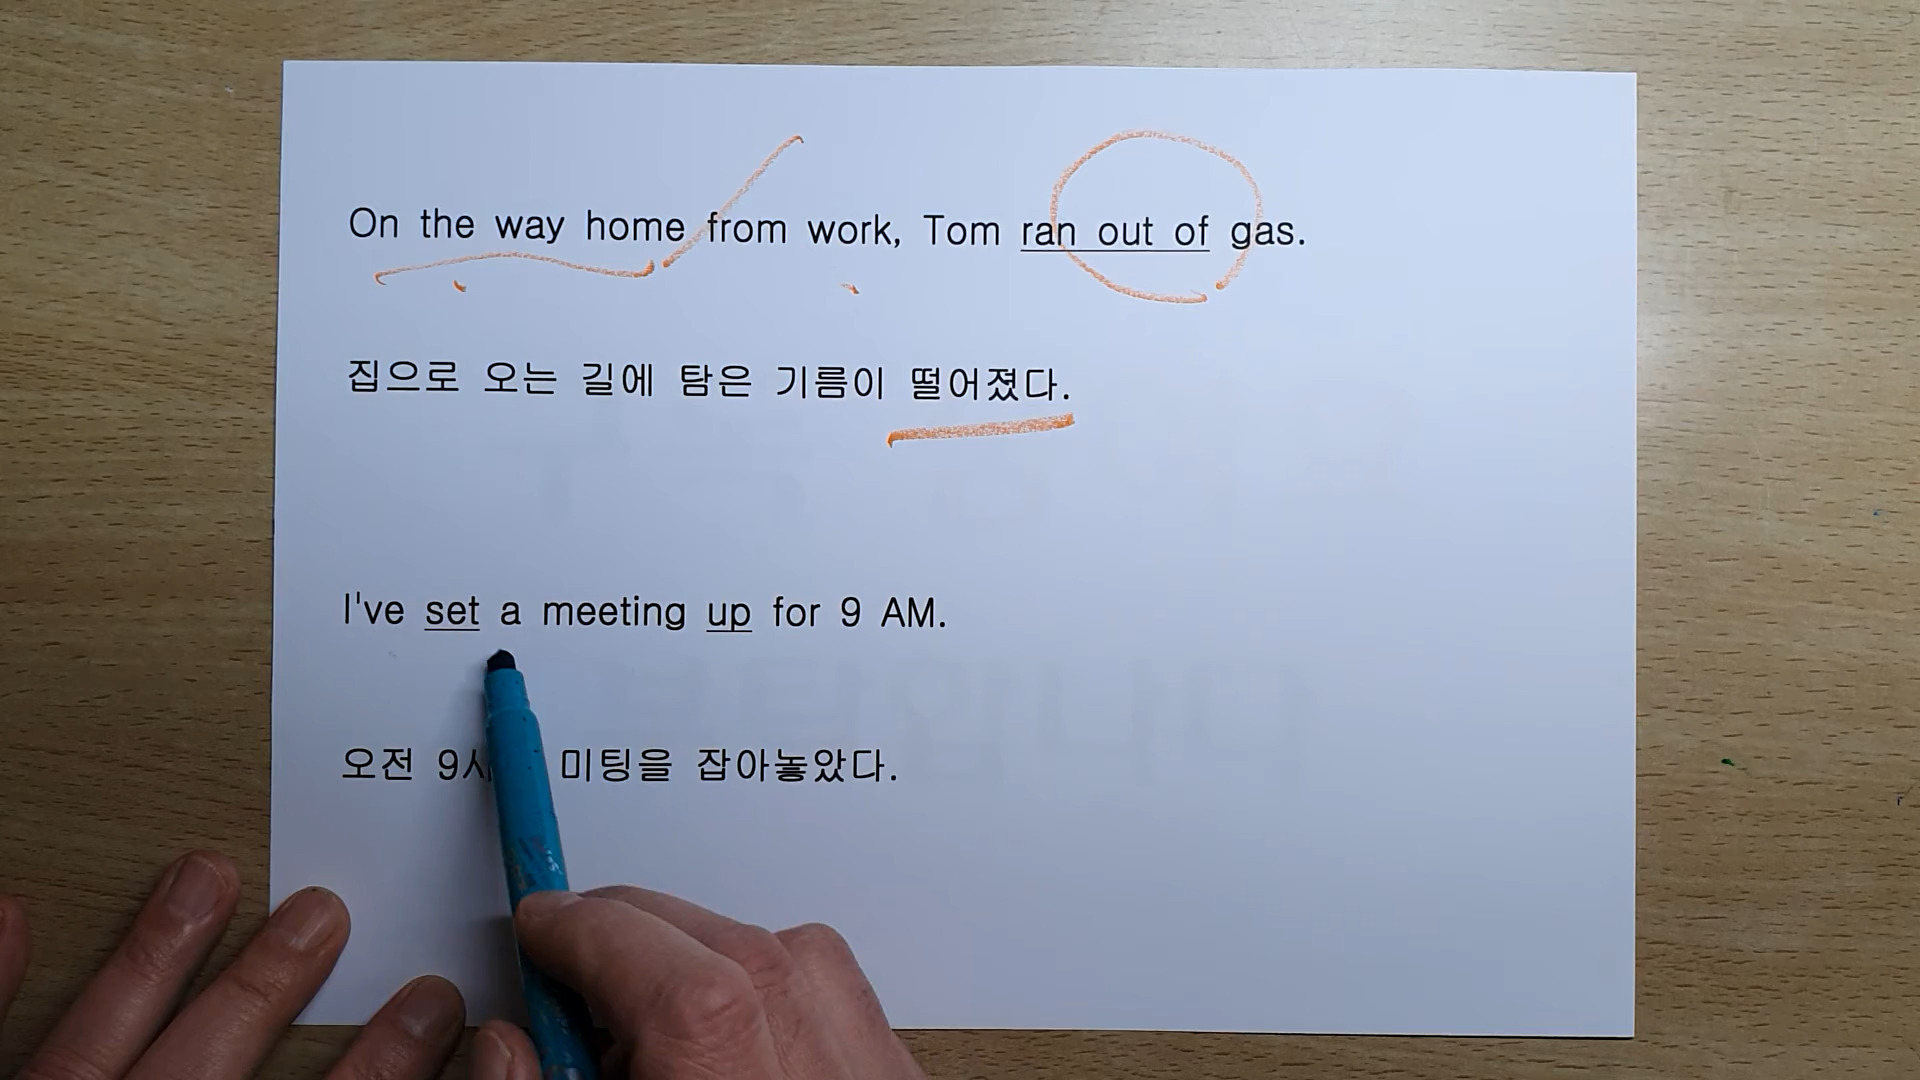 On the way home from work, Tom ran out of gas.
집으로 오는 길에 탐은 기름이 떨어졌다.
I've set a meeting up for 9 AM.
오전 미팅을 잡아놓았다.